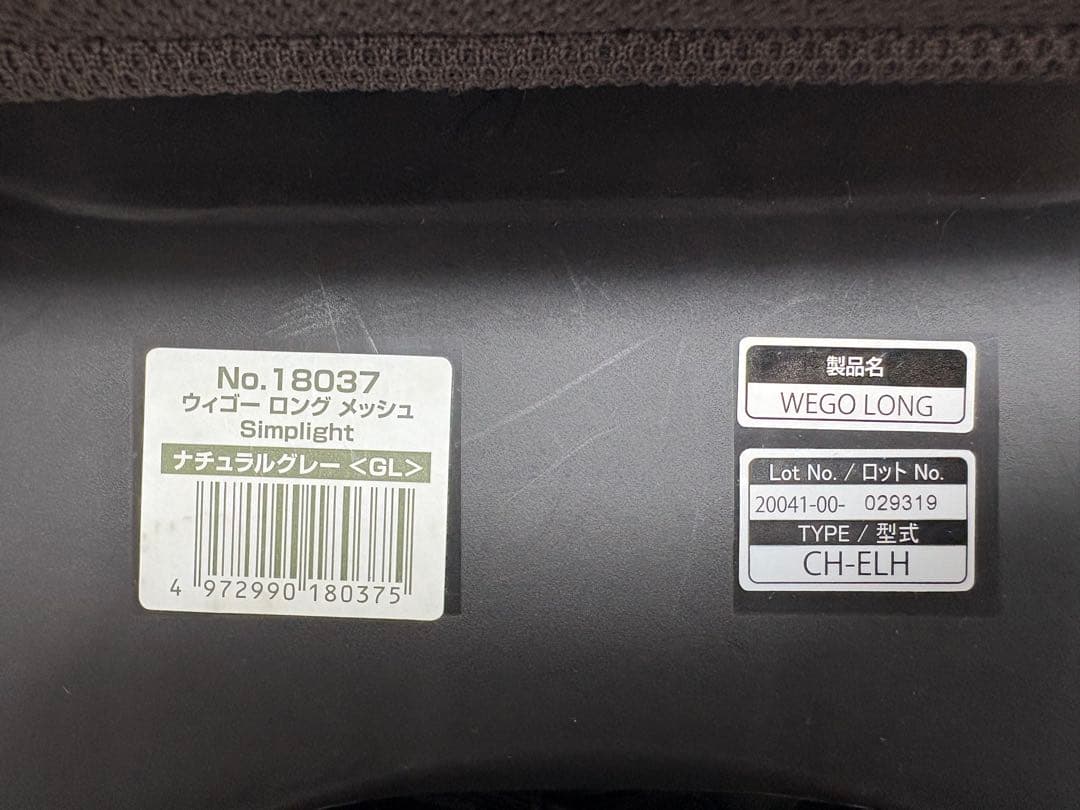 No.18037
ウィゴー ロング メッシュ
Simplight
ナチュラルグレー <GL>
4 972990 180375
製品名
WEGO LONG
Lot No. / ロット No.
20041-00- 029319
TYPE / 型式
CH-ELH